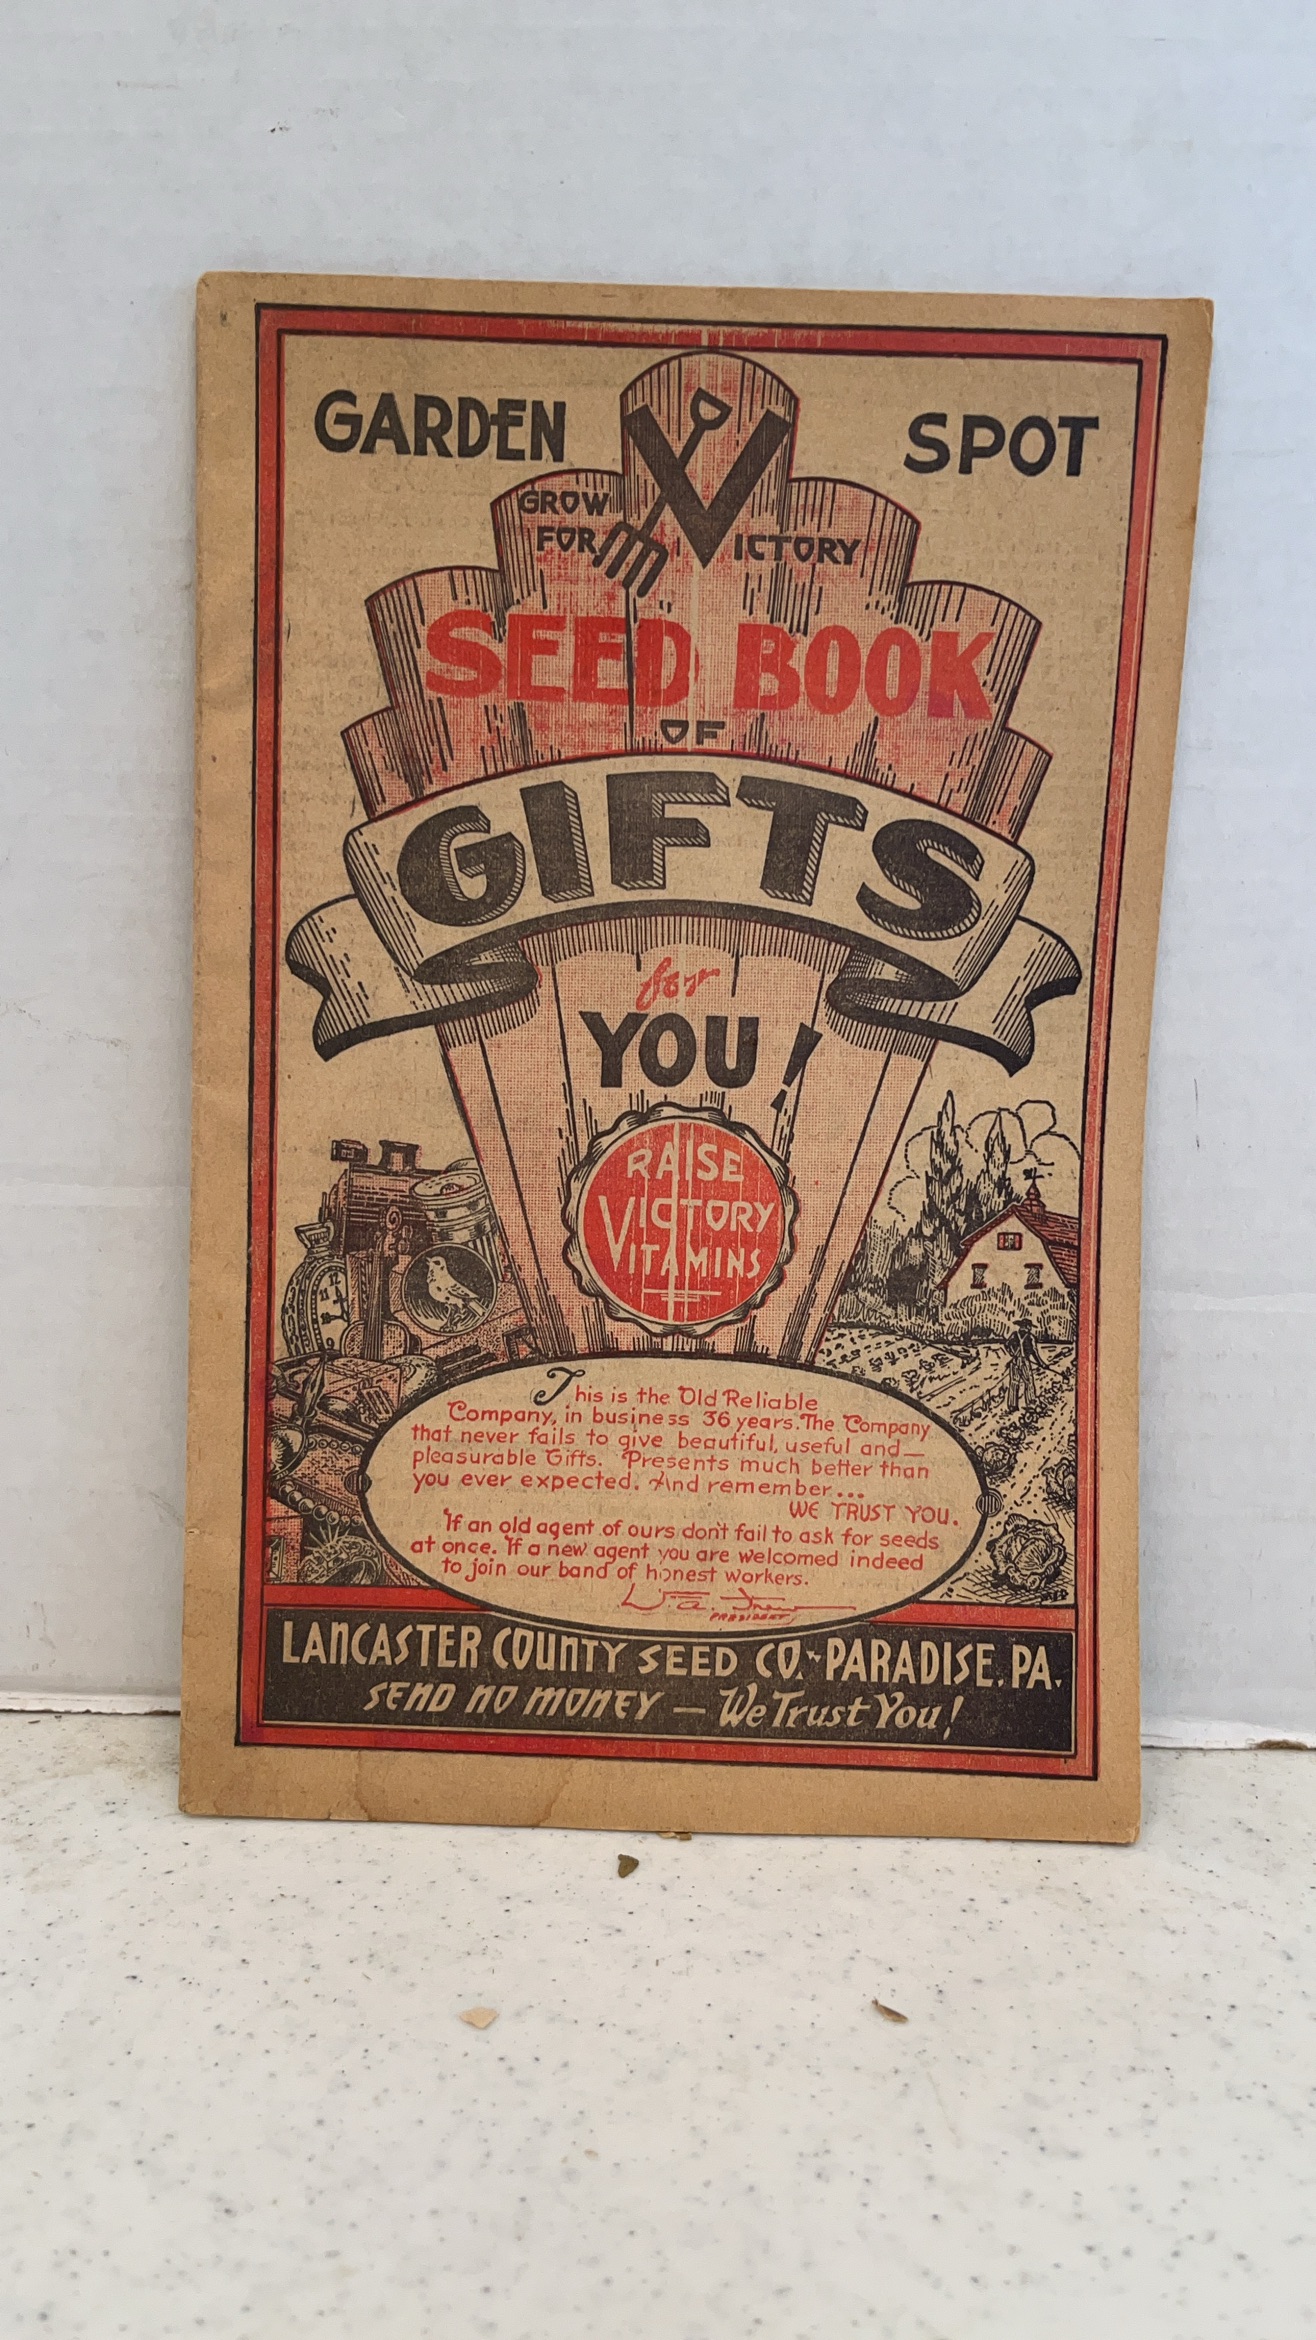 GARDEN SPOT
GROW
FOR VICTORY
SEED BOOK
OF
GIFTS
for
YOU!
RAISE
VICTORY
VITAMINS
This is the Old Reliable
Company, in business 36 years. The Company
that never fails to give beautiful, useful and—
pleasurable Gifts. Presents much better than
you ever expected. And remember...
WE TRUST YOU.
If an old agent of ours don't fail to ask for seeds
at once. If a new agent you are welcomed indeed
to join our band of honest workers.
PRESIDENT
LANCASTER COUNTY SEED CO. ~ PARADISE, PA.
SEND NO MONEY — We Trust You!